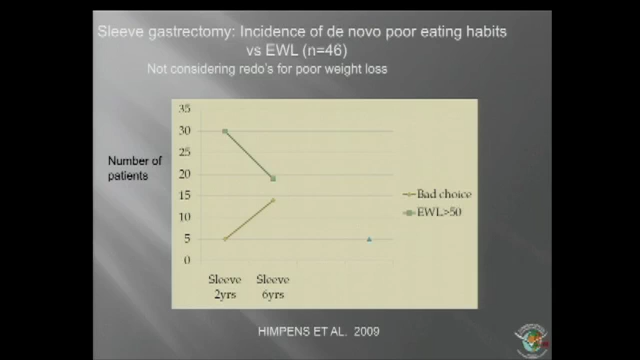 Sleeve gastrectomy: Incidence of de novo poor eating habits
vs EWL (n=46)
Not considering redo's for poor weight loss
Number of
patients
35
30
25
20
15
10
5
0
Sleeve
2yrs
Sleeve
6yrs
Bad choice
EWL>50
HIMPENS ET AL. 2009